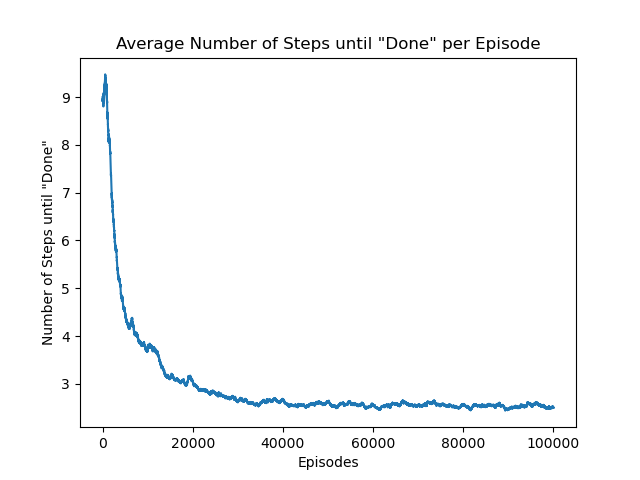 Average Number of Steps until "Done" per Episode
Number of Steps until "Done"
9
8
7
6
5
4
3
0 20000 40000 60000 80000 100000
Episodes